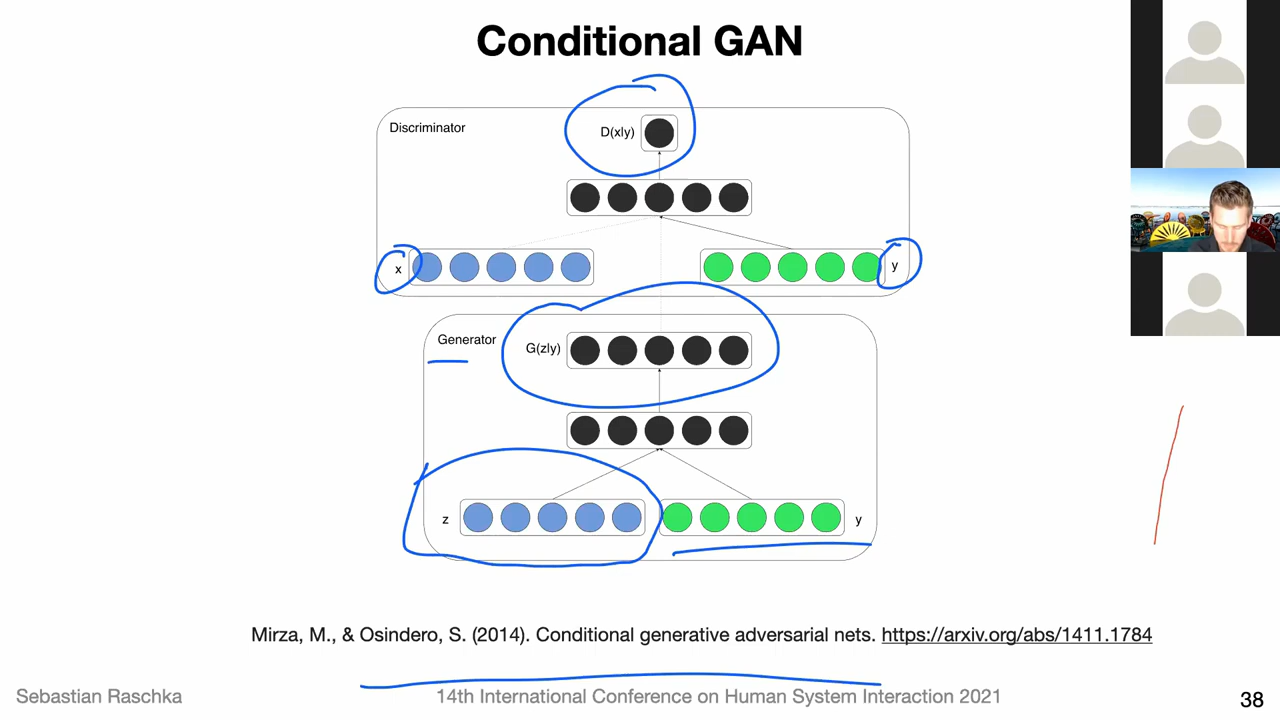 Conditional GAN
Discriminator
D(x|y)
x
y
Generator
G(z|y)
z
y
Mirza, M., & Osindero, S. (2014). Conditional generative adversarial nets. https://arxiv.org/abs/1411.1784
Sebastian Raschka
14th International Conference on Human System Interaction 2021
38